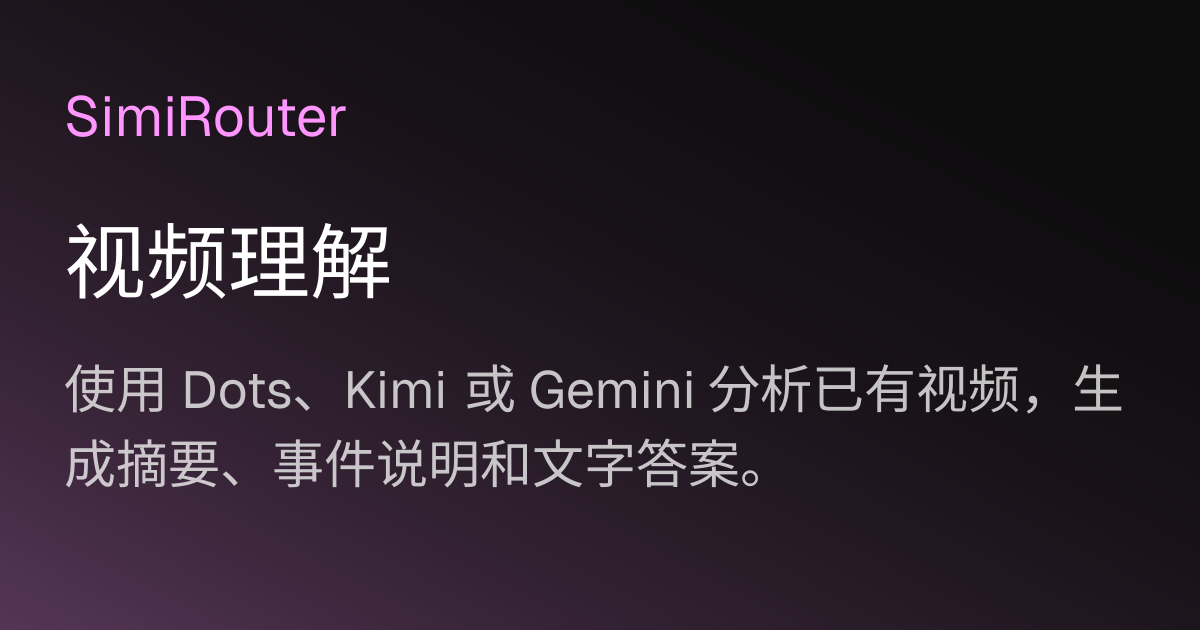 SimiRouter
视频理解
使用 Dots、Kimi 或 Gemini 分析已有视频，生
成摘要、事件说明和文字答案。